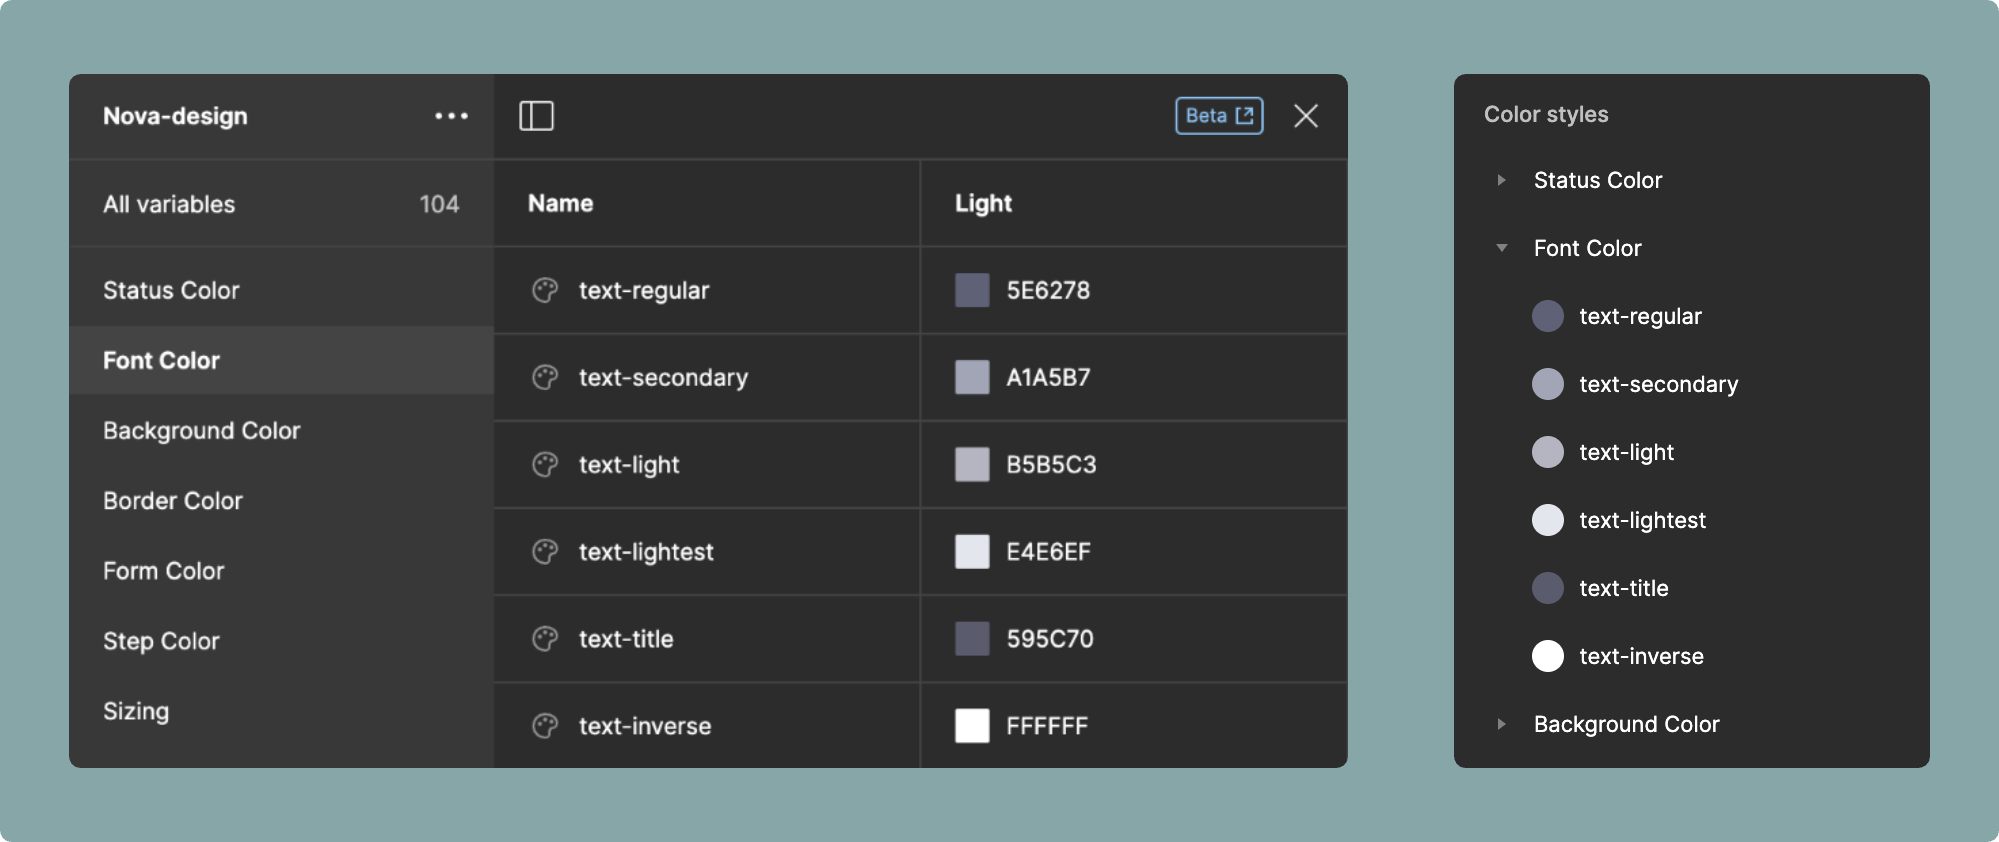 Nova-design
All variables 104
Status Color
Font Color
Background Color
Border Color
Form Color
Step Color
Sizing
Beta
Name Light
text-regular 5E6278
text-secondary A1A5B7
text-light B5B5C3
text-lightest E4E6EF
text-title 595C70
text-inverse FFFFFF
Color styles
Status Color
Font Color
text-regular
text-secondary
text-light
text-lightest
text-title
text-inverse
Background Color